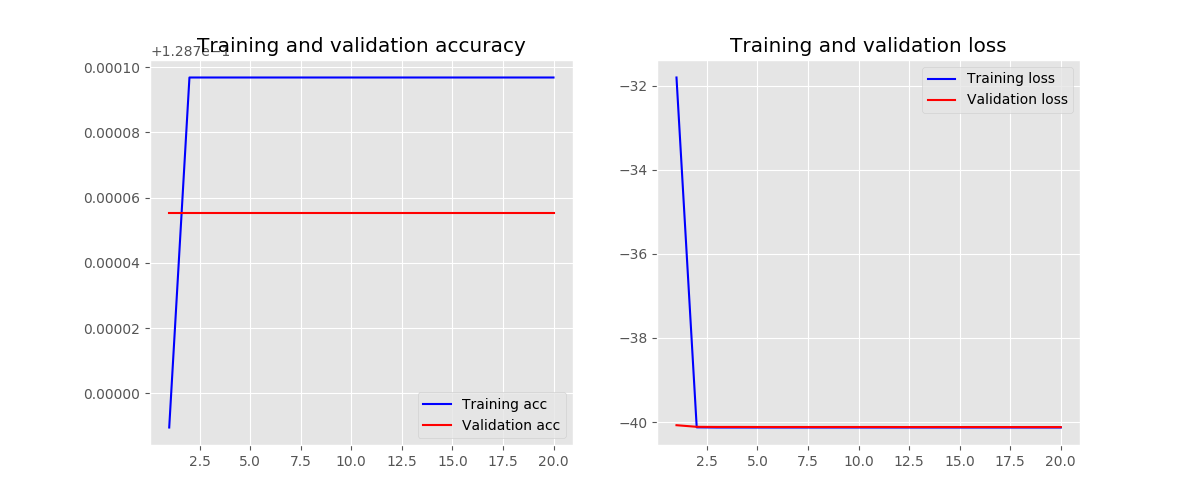 Training and validation accuracy
+1.287e−1
0.00010
0.00008
0.00006
0.00004
0.00002
0.00000
Training acc
Validation acc
2.5 5.0 7.5 10.0 12.5 15.0 17.5 20.0
Training and validation loss
Training loss
Validation loss
−32
−34
−36
−38
−40
2.5 5.0 7.5 10.0 12.5 15.0 17.5 20.0